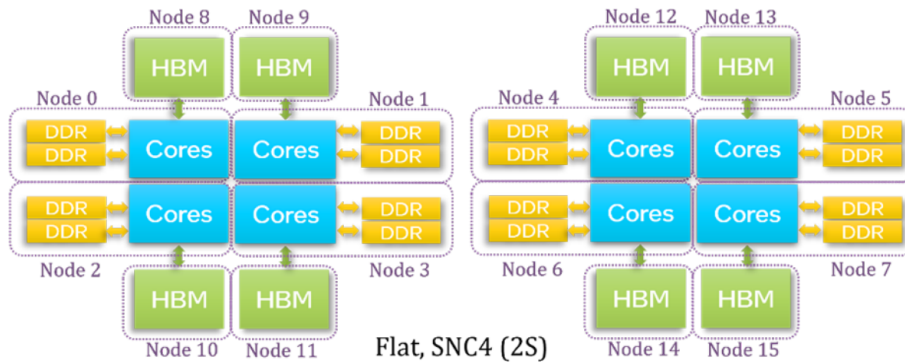 Node 8 Node 9 Node 12 Node 13
HBM HBM HBM HBM
Node 0 Node 1 Node 4 Node 5
DDR Cores Cores DDR DDR Cores Cores DDR
DDR DDR DDR DDR
DDR Cores Cores DDR DDR Cores Cores DDR
DDR DDR DDR DDR
Node 2 Node 3 Node 6 Node 7
HBM HBM HBM HBM
Node 10 Node 11 Node 14 Node 15
Flat, SNC4 (2S)